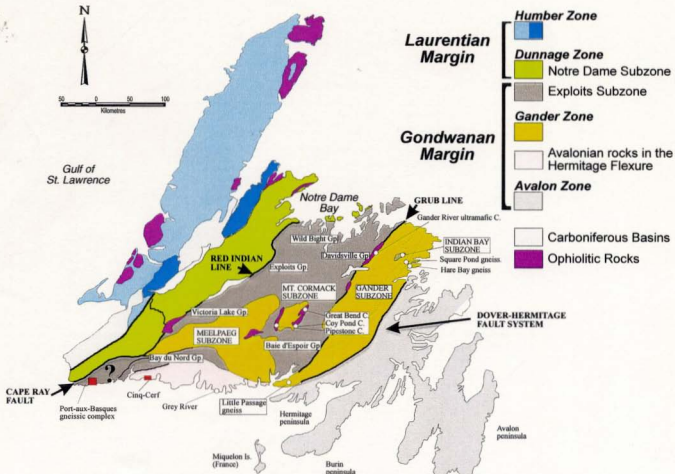 N
50
0
50
100
Kilometres
Gulf of
St. Lawrence
Notre Dame
Bay
GRUB LINE
Gander River ultramafic C.
Wild Bight Gp.
Davidsville Gp.
INDIAN BAY
SUBZONE
Square Pond gneiss
Hare Bay gneiss
RED INDIAN
LINE
Exploits Gp.
MT. CORMACK
SUBZONE
GANDER
SUBZONE
Victoria Lake Gp.
Great Bend C.
Coy Pond C.
Pipestone C.
DOVER-HERMITAGE
FAULT SYSTEM
MEELPAEG
SUBZONE
Baie d'Espoir Gp.
Bay du Nord Gp.
?
CAPE RAY
FAULT
Port-aux-Basques
gneissic complex
Cinq-Cerf
Grey River
Little Passage
gneiss
Hermitage
peninsula
Miquelon Is.
(France)
Burin
peninsula
Avalon
peninsula
Laurentian
Margin
Gondwanan
Margin
Humber Zone
Dunnage Zone
Notre Dame Subzone
Exploits Subzone
Gander Zone
Avalonian rocks in the
Hermitage Flexure
Avalon Zone
Carboniferous Basins
Ophiolitic Rocks